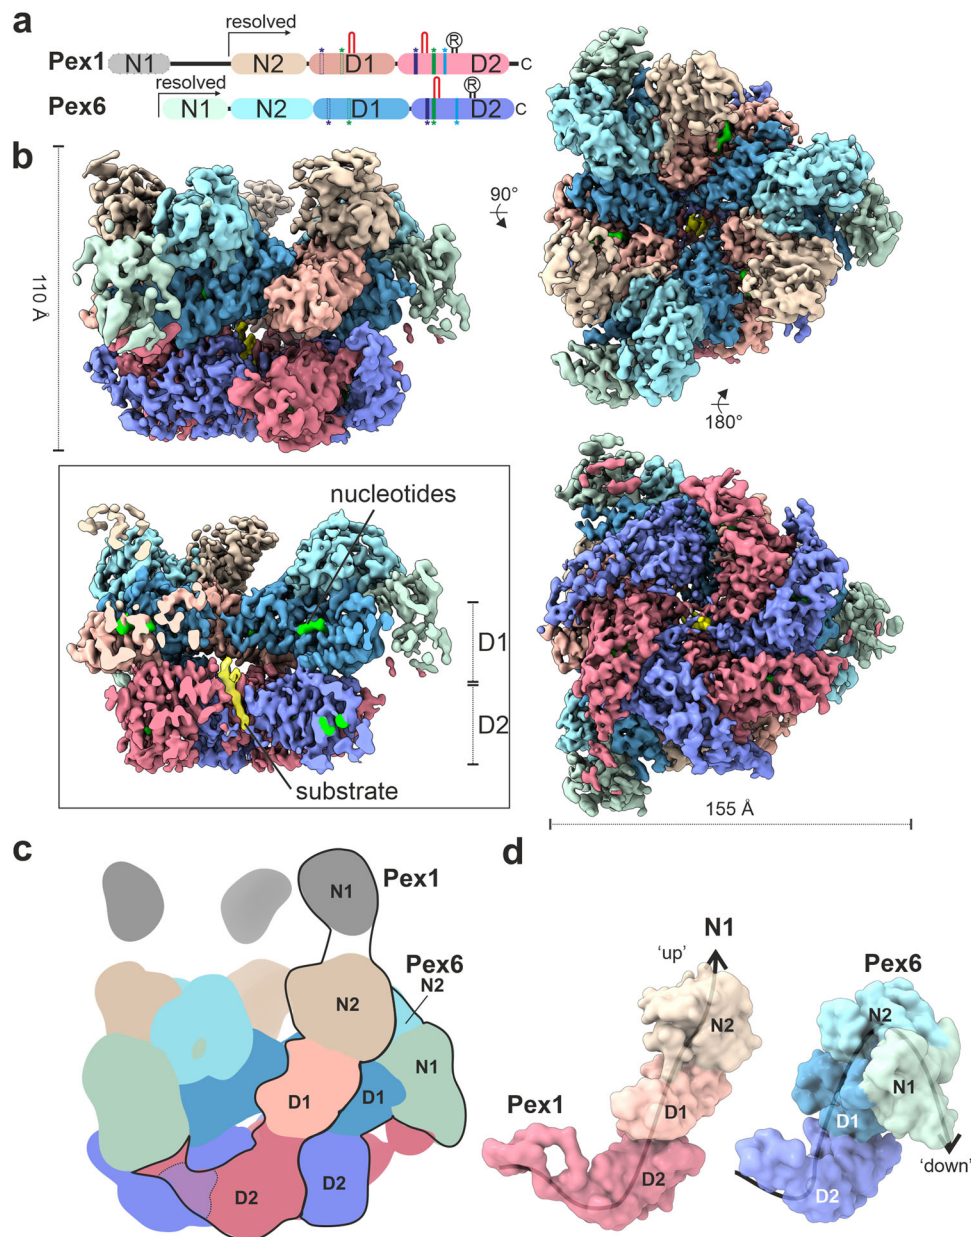 a
resolved
Pex1 N1 N2 * * D1 * * * R D2 C
resolved
Pex6 N1 N2 D1 R D2 C
* * * * *
b
110 Å
90°
180°
nucleotides
D1
D2
substrate
155 Å
c
N1 Pex1
Pex6
N2
N2
N1
D1 D1
D2 D2
d
N1
'up'
Pex6
N2
N2
N1
Pex1
D1
D1
D2
D2
'down'